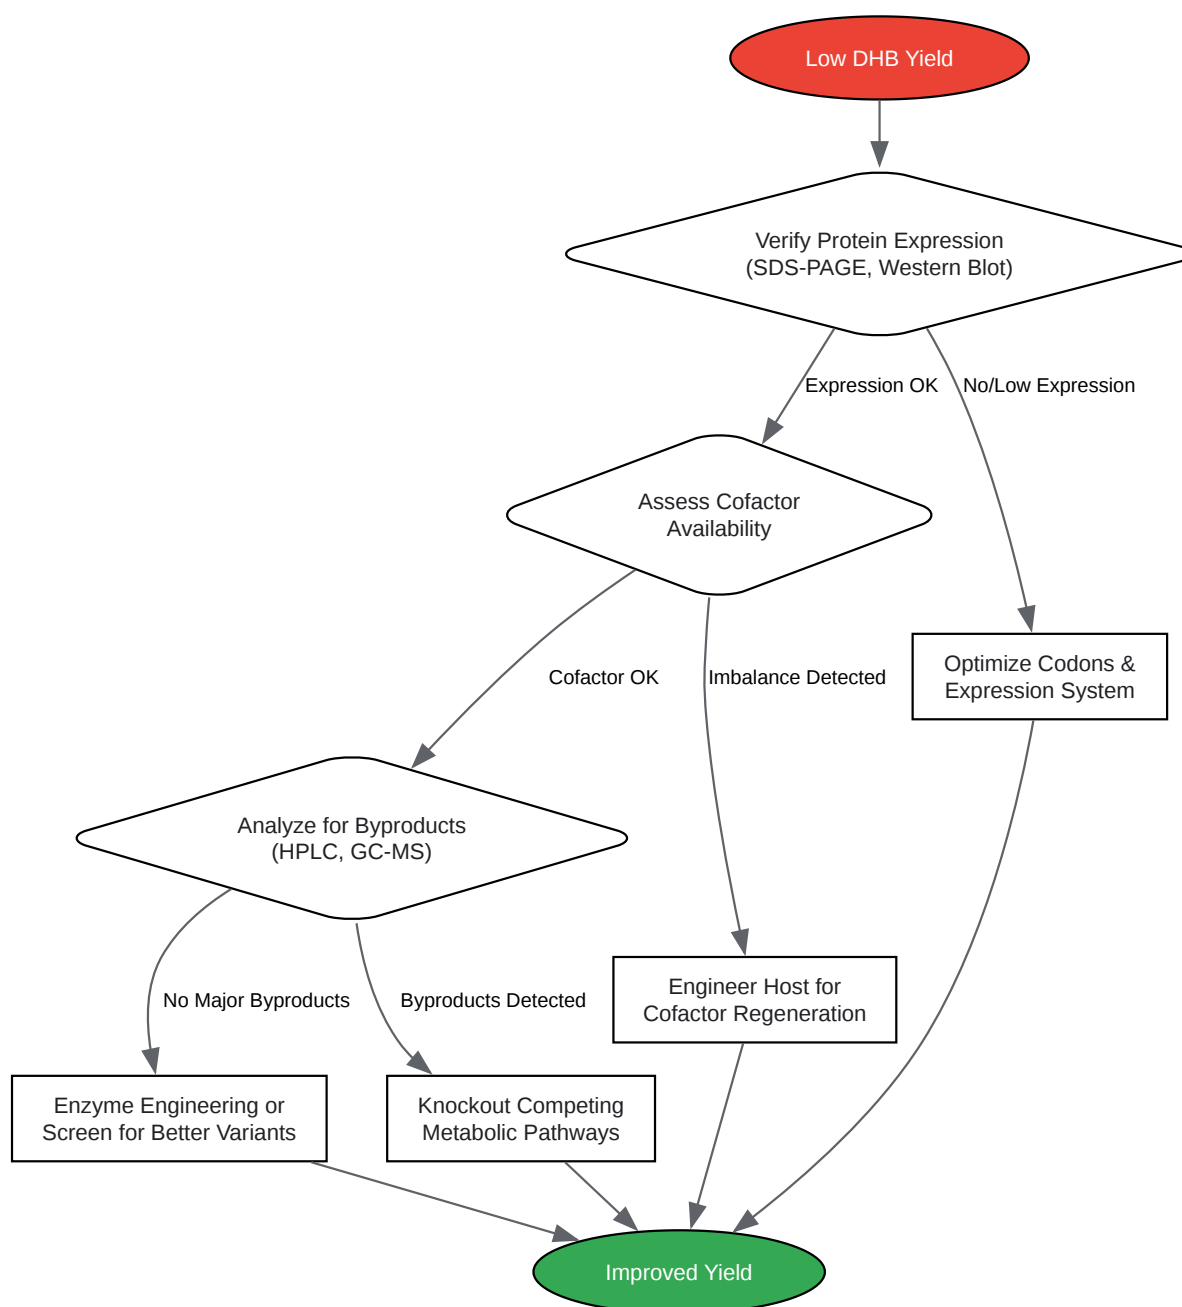 Low DHB Yield
Verify Protein Expression
(SDS-PAGE, Western Blot)
Expression OK
No/Low Expression
Assess Cofactor
Availability
Cofactor OK
Imbalance Detected
Optimize Codons &
Expression System
Analyze for Byproducts
(HPLC, GC-MS)
No Major Byproducts
Byproducts Detected
Engineer Host for
Cofactor Regeneration
Enzyme Engineering or
Screen for Better Variants
Knockout Competing
Metabolic Pathways
Improved Yield